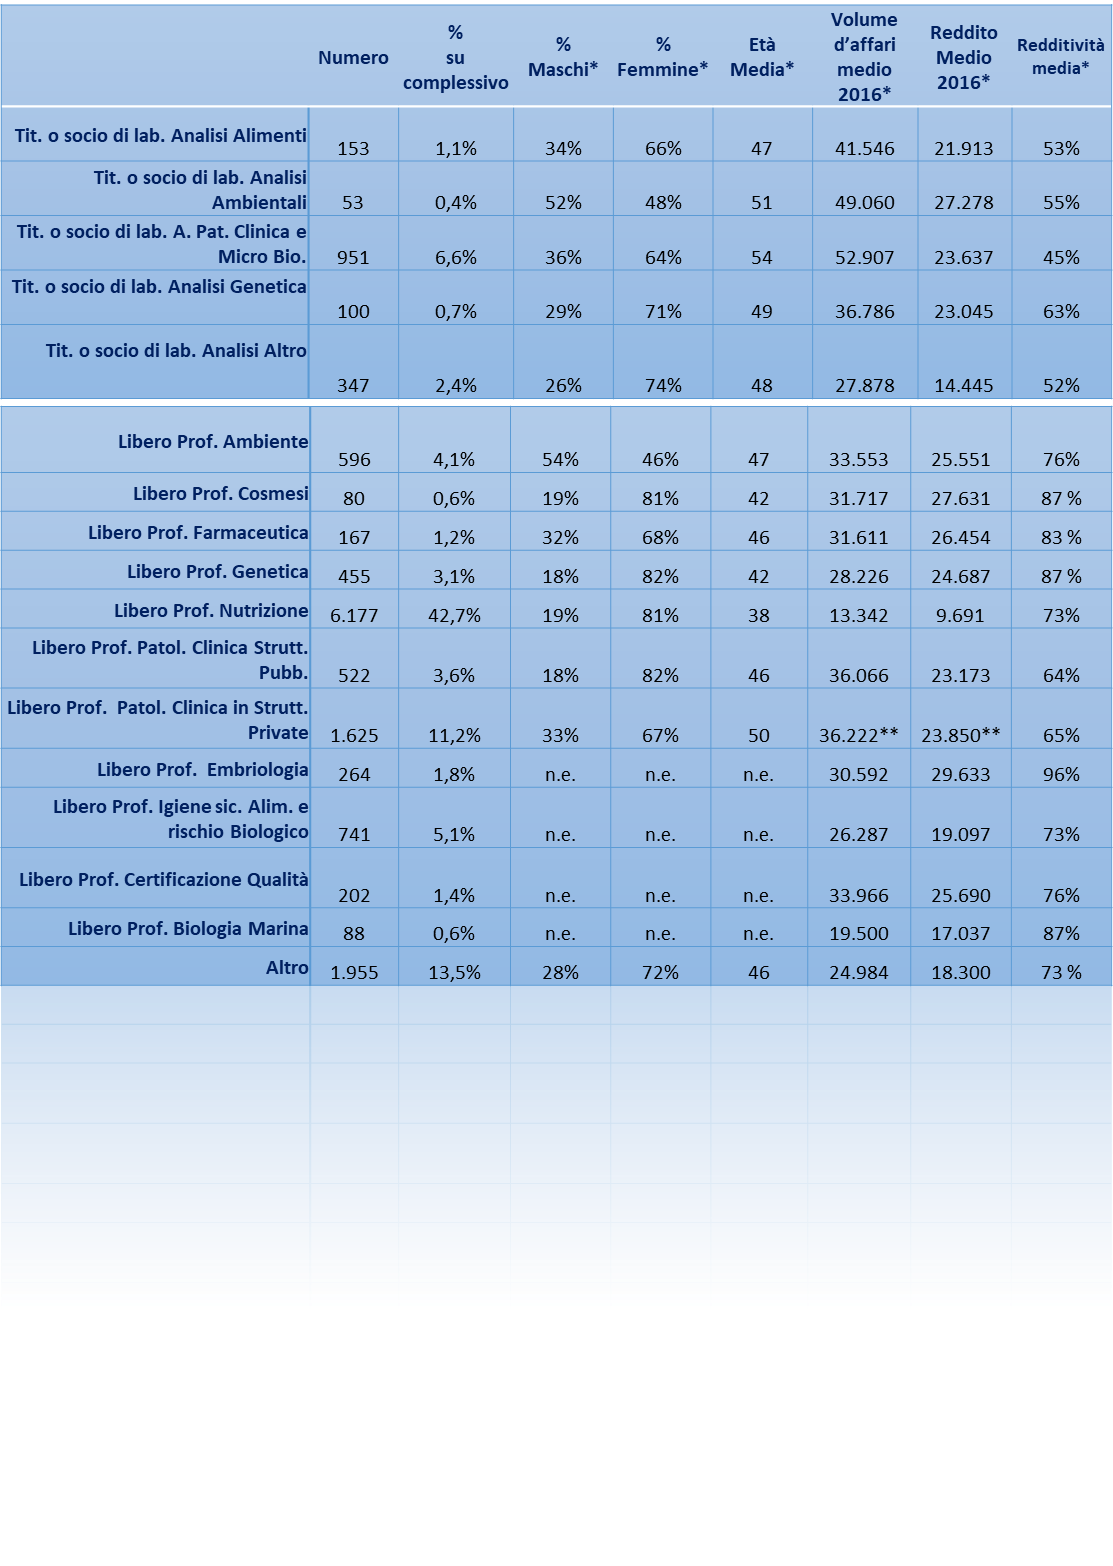 Numero % su complessivo % Maschi* % Femmine* Età Media* Volume d’affari medio 2016* Reddito Medio 2016* Redditività media*
Tit. o socio di lab. Analisi Alimenti 153 1,1% 34% 66% 47 41.546 21.913 53%
Tit. o socio di lab. Analisi
Ambientali 53 0,4% 52% 48% 51 49.060 27.278 55%
Tit. o socio di lab. A. Pat. Clinica e
Micro Bio. 951 6,6% 36% 64% 54 52.907 23.637 45%
Tit. o socio di lab. Analisi Genetica 100 0,7% 29% 71% 49 36.786 23.045 63%
Tit. o socio di lab. Analisi Altro 347 2,4% 26% 74% 48 27.878 14.445 52%
Libero Prof. Ambiente 596 4,1% 54% 46% 47 33.553 25.551 76%
Libero Prof. Cosmesi 80 0,6% 19% 81% 42 31.717 27.631 87 %
Libero Prof. Farmaceutica 167 1,2% 32% 68% 46 31.611 26.454 83 %
Libero Prof. Genetica 455 3,1% 18% 82% 42 28.226 24.687 87 %
Libero Prof. Nutrizione 6.177 42,7% 19% 81% 38 13.342 9.691 73%
Libero Prof. Patol. Clinica Strutt.
Pubb. 522 3,6% 18% 82% 46 36.066 23.173 64%
Libero Prof. Patol. Clinica in Strutt.
Private 1.625 11,2% 33% 67% 50 36.222** 23.850** 65%
Libero Prof. Embriologia 264 1,8% n.e. n.e. n.e. 30.592 29.633 96%
Libero Prof. Igiene sic. Alim. e
rischio Biologico 741 5,1% n.e. n.e. n.e. 26.287 19.097 73%
Libero Prof. Certificazione Qualità 202 1,4% n.e. n.e. n.e. 33.966 25.690 76%
Libero Prof. Biologia Marina 88 0,6% n.e. n.e. n.e. 19.500 17.037 87%
Altro 1.955 13,5% 28% 72% 46 24.984 18.300 73 %